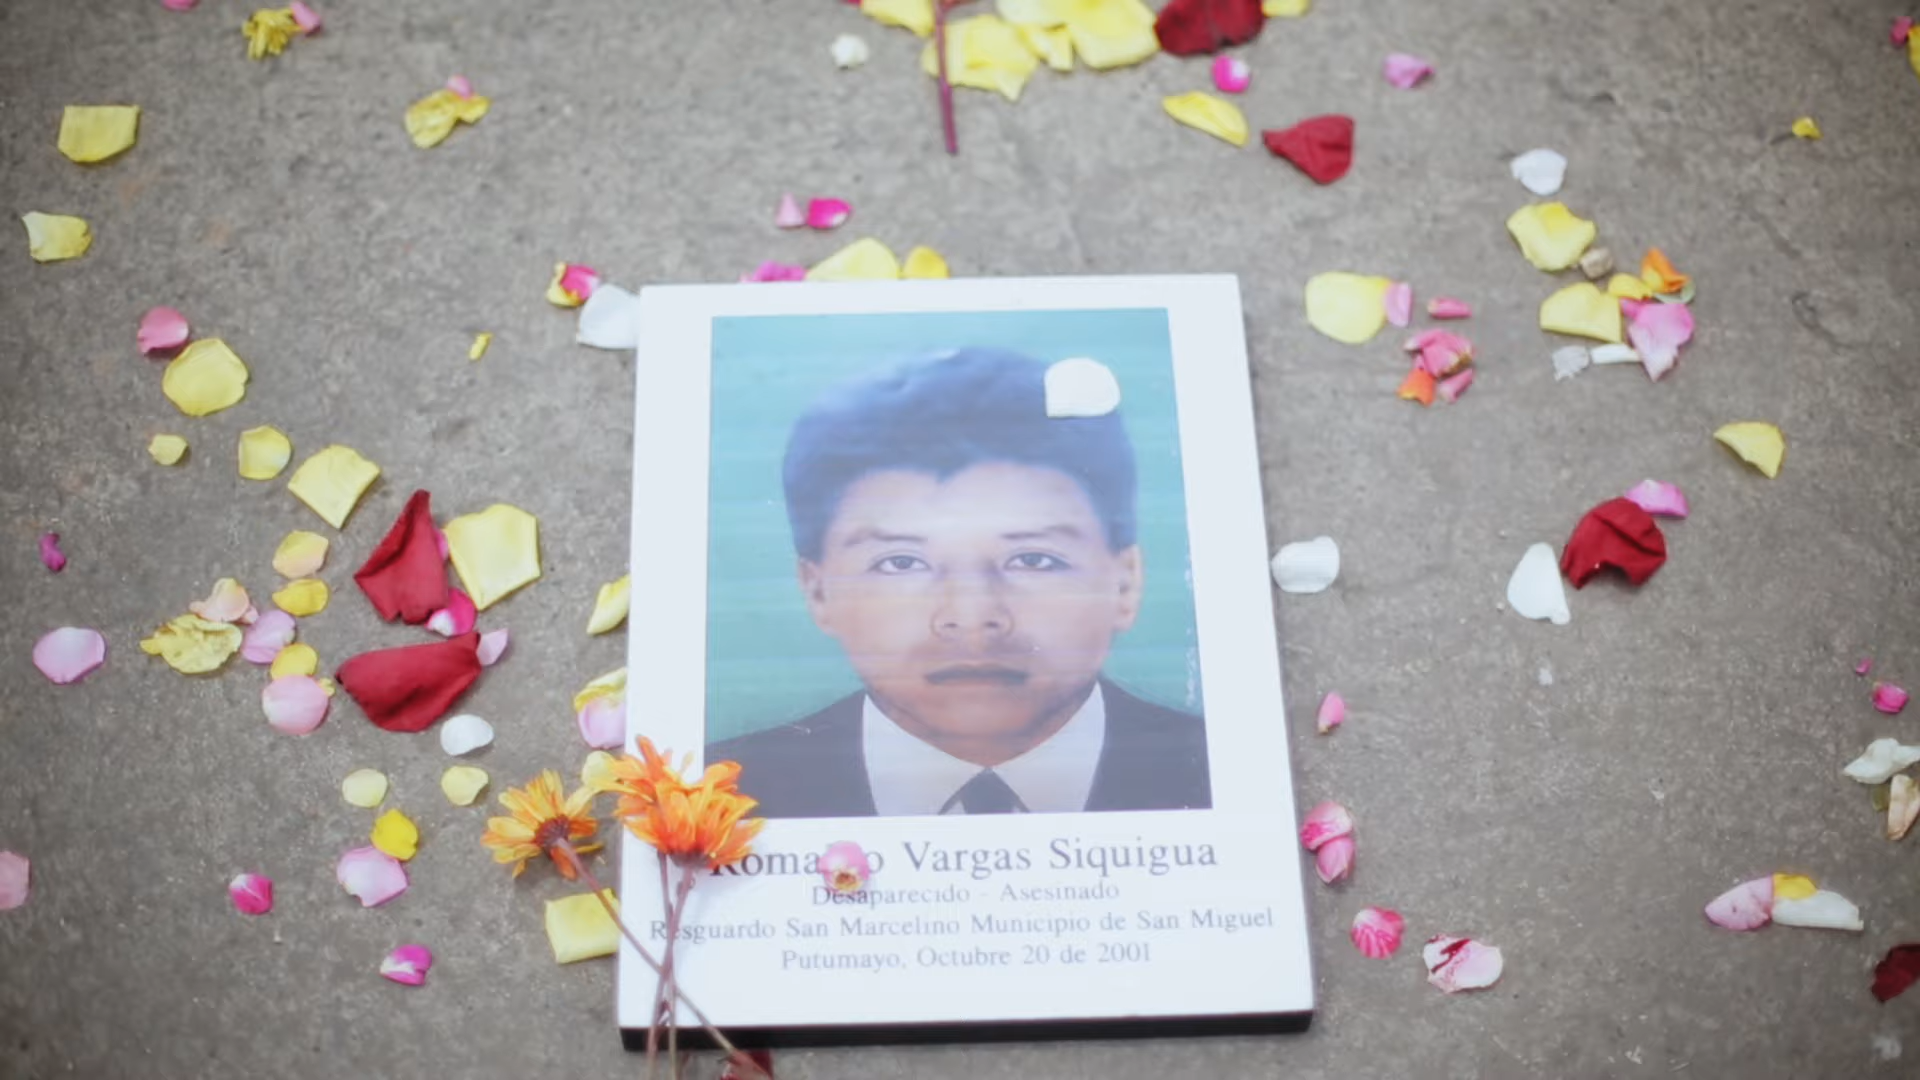 Vargas Siquigua
Desaparecido - Asesinado
Resguardo San Marcelino Municipio de San Miguel
Putumayo, Octubre 20 de 2001